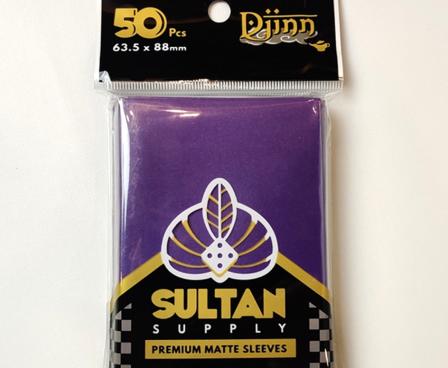 50 Pcs
Djinn
63.5 x 88mm
SULTAN
SUPPLY
PREMIUM MATTE SLEEVES